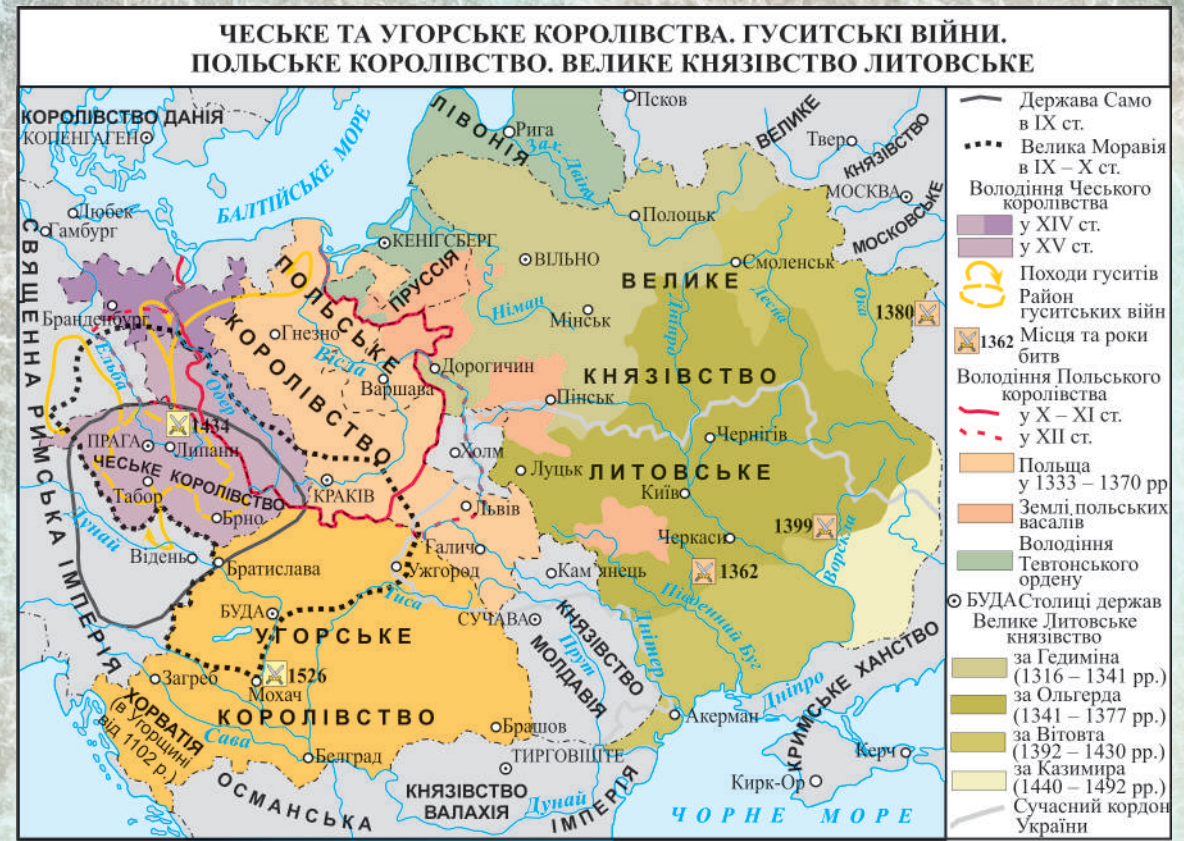 ЧЕСЬКЕ ТА УГОРСЬКЕ КОРОЛІВСТВА. ГУСИТСЬКІ ВІЙНИ.
ПОЛЬСЬКЕ КОРОЛІВСТВО. ВЕЛИКЕ КНЯЗІВСТВО ЛИТОВСЬКЕ
КОРОЛІВСТВО ДАНІЯ
КОПЕНГАГЕН
БАЛТІЙСЬКЕ МОРЕ
ЛІВОНІЯ
Рига
Зах. Двіна
Псков
ВЕЛИКЕ
КНЯЗІВСТВО
МОСКОВСЬКЕ
Твер
МОСКВА
Любек
Гамбург
СВЯЩЕННА РИМСЬКА ІМПЕРІЯ
КЕНІГСБЕРГ
ПРУССІЯ
Полоцьк
ВІЛЬНО
Смоленськ
ВЕЛИКЕ
КНЯЗІВСТВО
ЛИТОВСЬКЕ
Німан
Мінськ
Дніпро
Десна
Ока
1380
Бранденбург
Ельба
Одер
ПОЛЬСЬКЕ
КОРОЛІВСТВО
Гнезно
Вісла
Варшава
Дорогичин
Пінськ
1434
ПРАГА
Липани
ЧЕСЬКЕ КОРОЛІВСТВО
Табор
Брно
КРАКІВ
Холм
Луцьк
Чернігів
Київ
Львів
Черкаси
1399
Ворскла
1362
Галич
Дунай
Відень
Братислава
Ужгород
Кам'янець
Тиса
БУДА
УГОРСЬКЕ
КОРОЛІВСТВО
СУЧАВА
КНЯЗІВСТВО
МОЛДАВІЯ
Прут
Дністер
Південний Буг
Загреб
1526
Мохач
ХОРВАТІЯ
(в Угорщині
від 1102 р.)
Сава
Белград
Брашов
ТИРГОВІШТЕ
КНЯЗІВСТВО
ВАЛАХІЯ
Дунай
ОСМАНСЬКА
ІМПЕРІЯ
Акерман
Дніпро
КРИМСЬКЕ ХАНСТВО
Керч
Кирк-Ор
ЧОРНЕ МОРЕ
Держава Само
в IX ст.
Велика Моравія
в IX – X ст.
Володіння Чеського
королівства
у XIV ст.
у XV ст.
Походи гуситів
Район
гуситських війн
1362 Місця та роки
битв
Володіння Польського
королівства
у X – XI ст.
у XII ст.
Польща
у 1333 – 1370 рр
Землі польських
васалів
Володіння
Тевтонського
ордену
БУДА Столиці держав
Велике Литовське
князівство
за Гедиміна
(1316 – 1341 рр.)
за Ольгерда
(1341 – 1377 рр.)
за Вітовта
(1392 – 1430 рр.)
за Казимира
(1440 – 1492 рр.)
Сучасний кордон
України